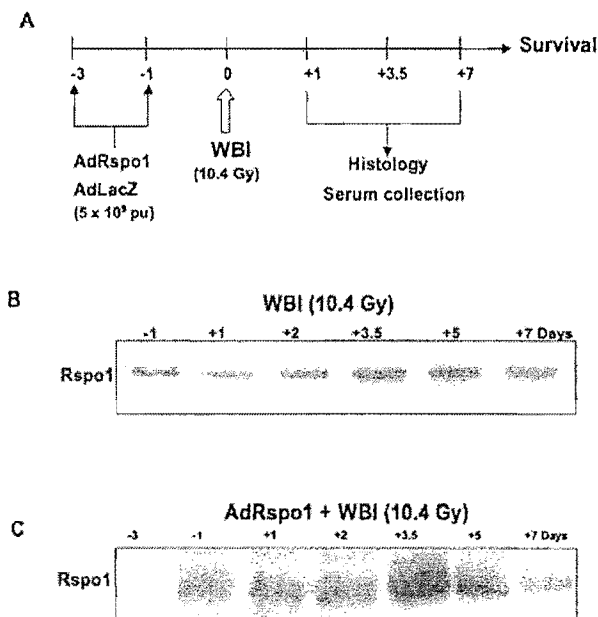 A
Survival
-3 -1 0 +1 +3.5 +7
AdRspo1
AdLacZ
(5 x 10⁹ pu)
WBI
(10.4 Gy)
Histology
Serum collection
B
WBI (10.4 Gy)
-1 +1 +2 +3.5 +5 +7 Days
Rspo1
C
AdRspo1 + WBI (10.4 Gy)
-3 -1 +1 +2 +3.5 +5 +7 Days
Rspo1